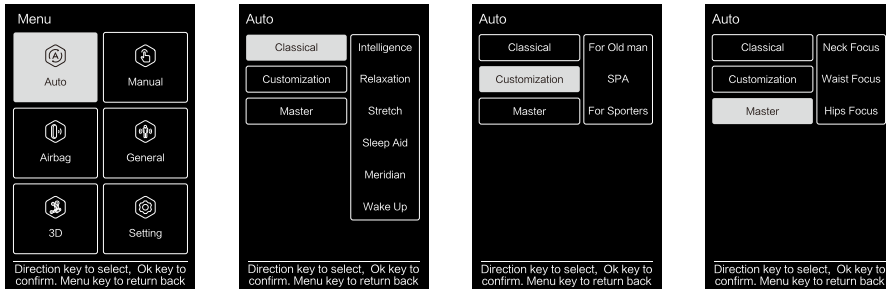 Menu
Auto
Manual
Airbag
General
3D
Setting
Direction key to select, Ok key to
confirm. Menu key to return back
Auto
Classical
Customization
Master
Intelligence
Relaxation
Stretch
Sleep Aid
Meridian
Wake Up
Direction key to select, Ok key to
confirm. Menu key to return back
Auto
Classical
Customization
Master
For Old man
SPA
For Sporters
Direction key to select, Ok key to
confirm. Menu key to return back
Auto
Classical
Customization
Master
Neck Focus
Waist Focus
Hips Focus
Direction key to select, Ok key to
confirm. Menu key to return back